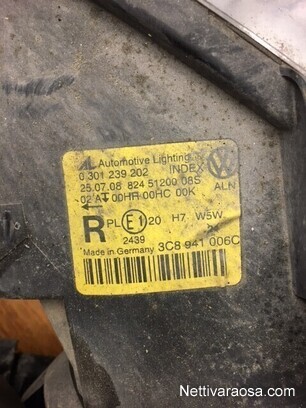 AL Automotive Lighting
0 301 239 202 INDEX
25.07.08 824 51200 08S ALN
02 A 00HR 00HC 00K
R PL E1 20 H7 W5W
2439
Made in Germany 3C8 941 006C
Nettivaraosa.com